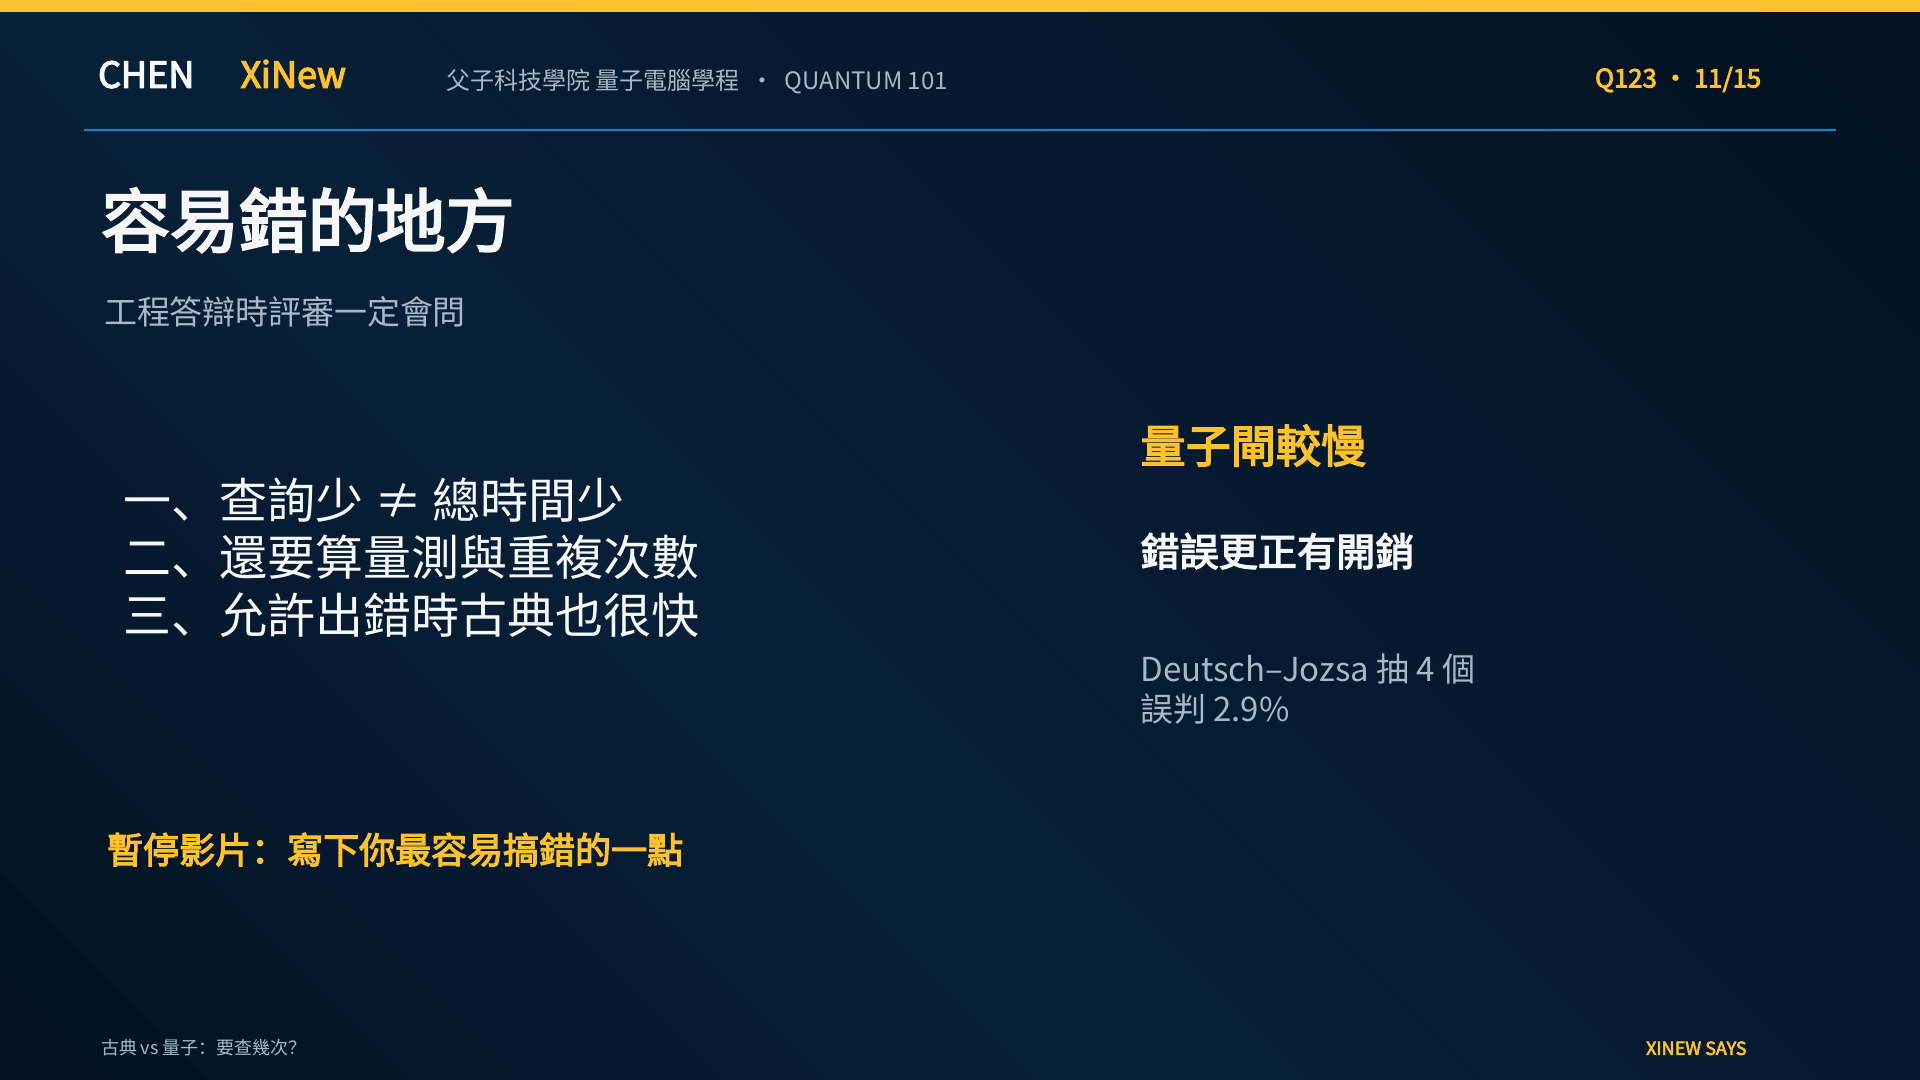 CHEN XiNew 父子科技學院 量子電腦學程 · QUANTUM 101 Q123 · 11/15
容易錯的地方
工程答辯時評審一定會問
一、查詢少 ≠ 總時間少
二、還要算量測與重複次數
三、允許出錯時古典也很快
量子閘較慢
錯誤更正有開銷
Deutsch–Jozsa 抽 4 個
誤判 2.9%
暫停影片：寫下你最容易搞錯的一點
古典 vs 量子：要查幾次？
XINEW SAYS